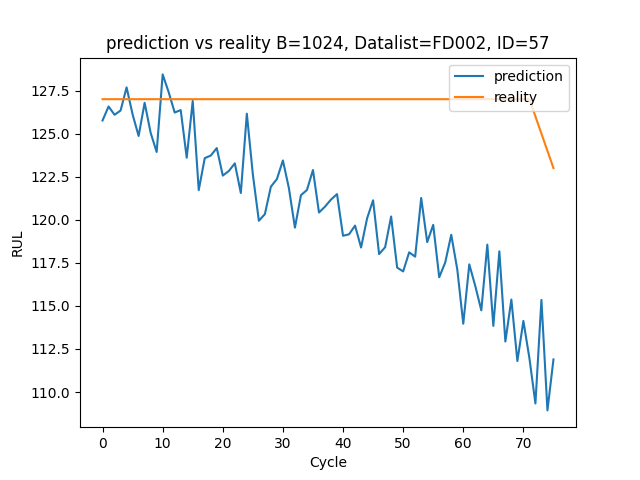 prediction vs reality B=1024, Datalist=FD002, ID=57
prediction
reality
127.5
125.0
122.5
120.0
117.5
115.0
112.5
110.0
RUL
0 10 20 30 40 50 60 70
Cycle